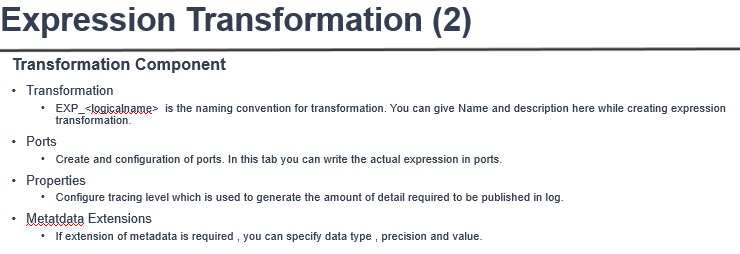 Expression Transformation (2)
Transformation Component
• Transformation
• EXP_<logicalname> is the naming convention for transformation. You can give Name and description here while creating expression
transformation.
• Ports
• Create and configuration of ports. In this tab you can write the actual expression in ports.
• Properties
• Configure tracing level which is used to generate the amount of detail required to be published in log.
• Metatdata Extensions
• If extension of metadata is required , you can specify data type , precision and value.